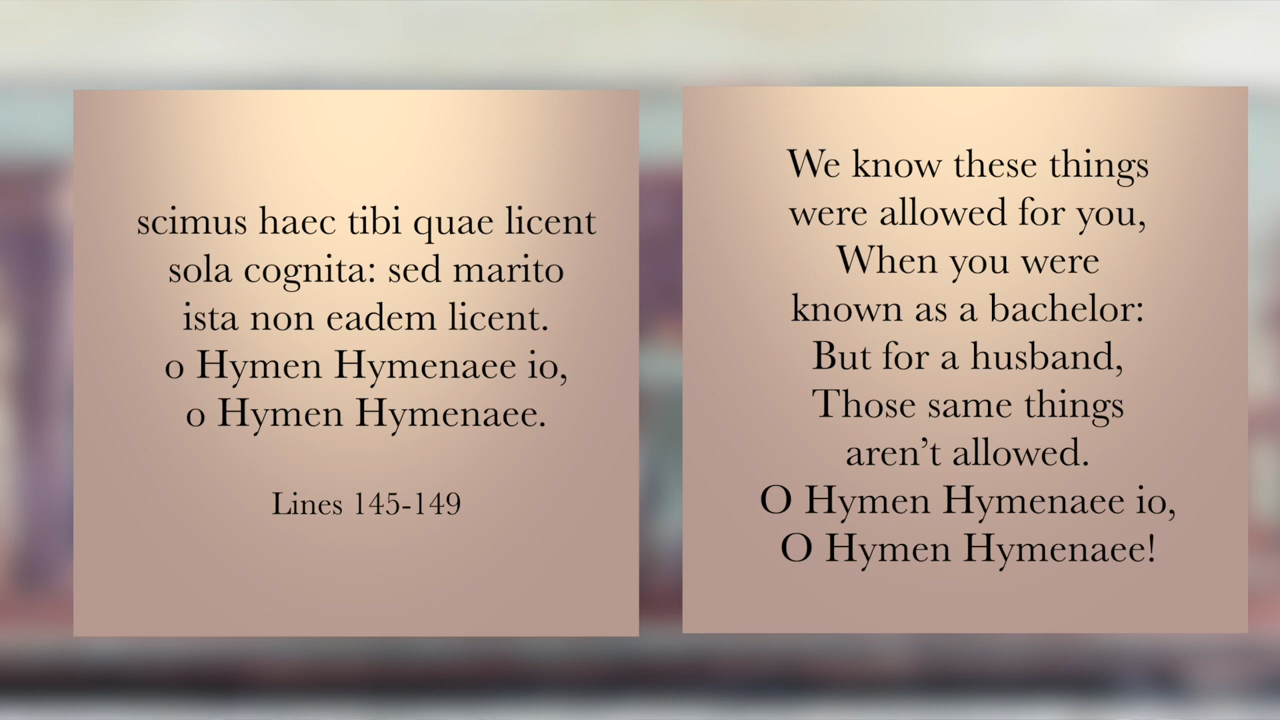 scimus haec tibi quae licent
sola cognita: sed marito
ista non eadem licent.
o Hymen Hymenaee io,
o Hymen Hymenaee.
Lines 145-149
We know these things
were allowed for you,
When you were
known as a bachelor:
But for a husband,
Those same things
aren’t allowed.
O Hymen Hymenaee io,
O Hymen Hymenaee!